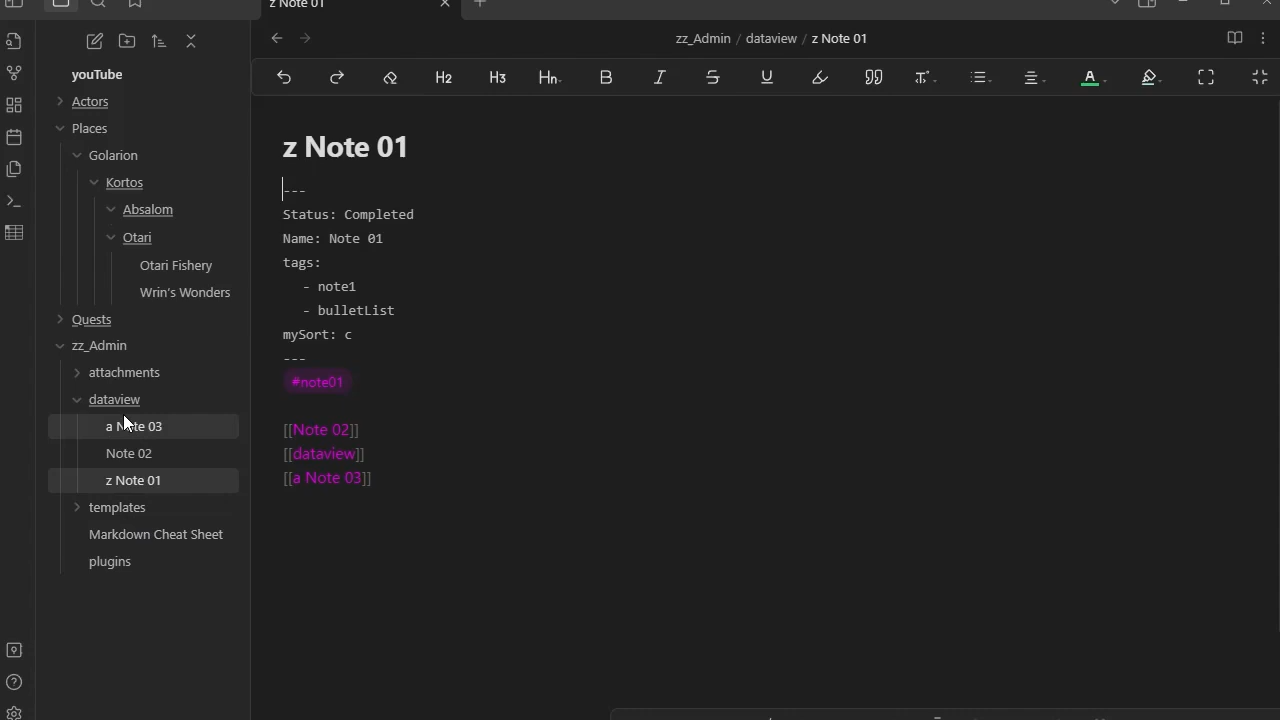 z Note 01
zz_Admin / dataview / z Note 01
H2 H3 Hn B I S U A
youTube
Actors
Places
Golarion
Kortos
Absalom
Otari
Otari Fishery
Wrin's Wonders
Quests
zz_Admin
attachments
dataview
a Note 03
Note 02
z Note 01
templates
Markdown Cheat Sheet
plugins
z Note 01
---
Status: Completed
Name: Note 01
tags:
- note1
- bulletList
mySort: c
---
#note01
[[Note 02]]
[[dataview]]
[[a Note 03]]